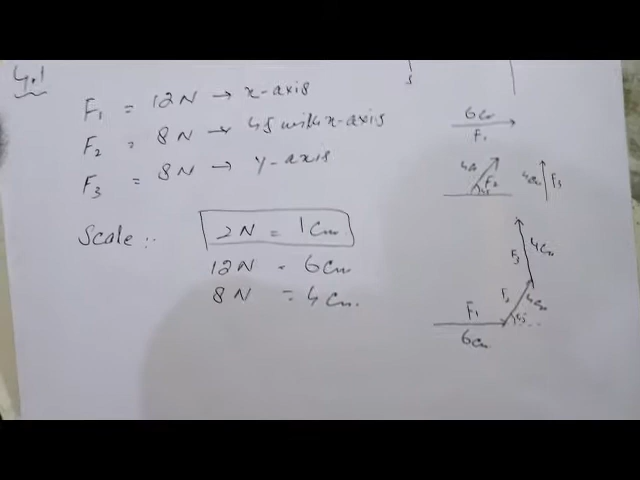 4.1
F1 = 12N → x-axis
F2 = 8N → 45 with x-axis
F3 = 8N → y-axis
Scale :-
2N = 1Cm
12N = 6Cm
8N = 4Cm.
6Cm
F1
4Cm
F2
45
4Cm
F3
4Cm
F3
F2
4Cm
45
F1
6Cm